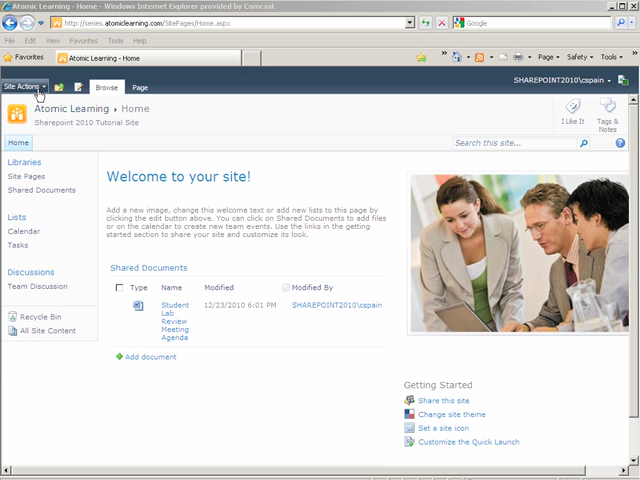 Atomic Learning - Home - Windows Internet Explorer provided by Comcast
http://series.atomiclearning.com/SitePages/Home.aspx
Google
File Edit View Favorites Tools Help
Favorites
Atomic Learning - Home
Page Safety Tools
Site Actions
Browse
Page
SHAREPOINT2010\cspain
Atomic Learning Home
Sharepoint 2010 Tutorial Site
I Like It
Tags & Notes
Home
Search this site...
Libraries
Site Pages
Shared Documents
Lists
Calendar
Tasks
Discussions
Team Discussion
Recycle Bin
All Site Content
Welcome to your site!
Add a new image, change this welcome text or add new lists to this page by
clicking the edit button above. You can click on Shared Documents to add files
or on the calendar to create new team events. Use the links in the
getting started section to share your site and customize its look.
Shared Documents
Type Name Modified Modified By
Student Lab Review Meeting Agenda 12/23/2010 6:01 PM SHAREPOINT2010\cspain
Add document
Getting Started
Share this site
Change site theme
Set a site icon
Customize the Quick Launch